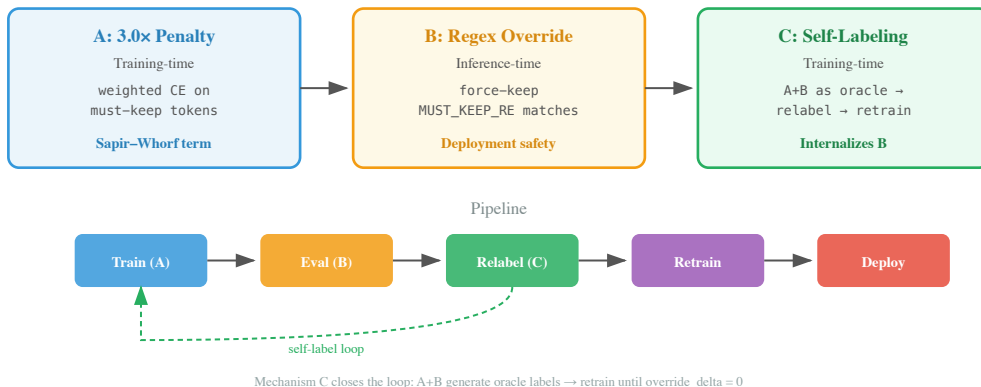 A: 3.0× Penalty
Training-time
weighted CE on
must-keep tokens
Sapir–Whorf term
B: Regex Override
Inference-time
force-keep
MUST_KEEP_RE matches
Deployment safety
C: Self-Labeling
Training-time
A+B as oracle →
relabel → retrain
Internalizes B
Pipeline
Train (A)
Eval (B)
Relabel (C)
Retrain
Deploy
self-label loop
Mechanism C closes the loop: A+B generate oracle labels → retrain until override_delta = 0